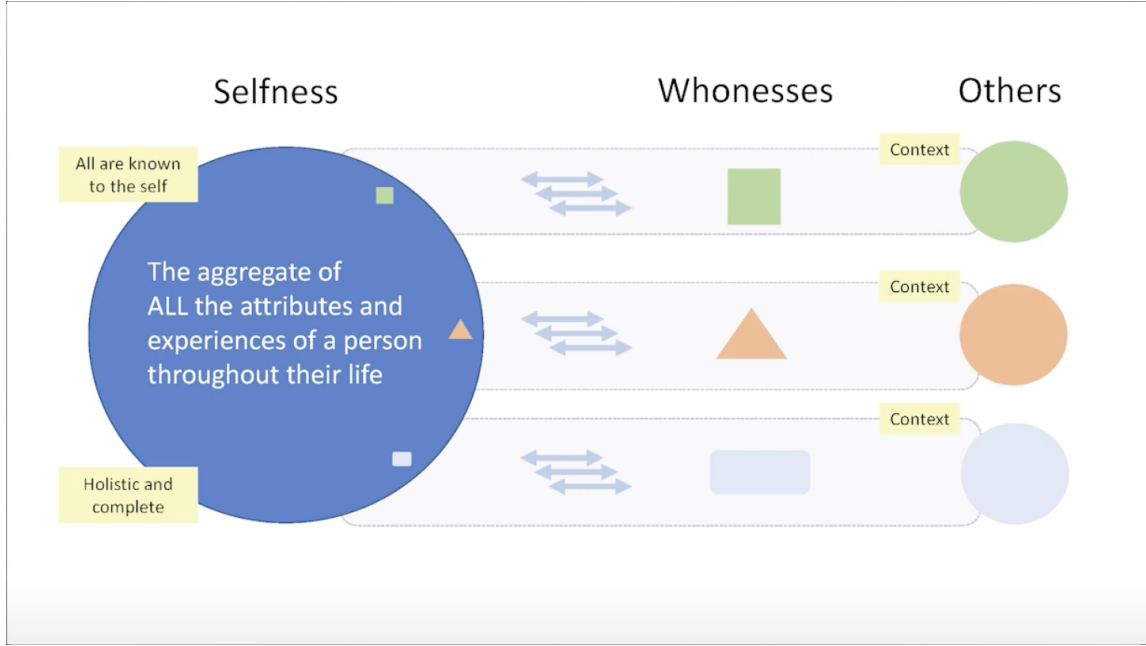 Selfness
Whonesses
Others
All are known
to the self
The aggregate of
ALL the attributes and
experiences of a person
throughout their life
Holistic and
complete
Context
Context
Context